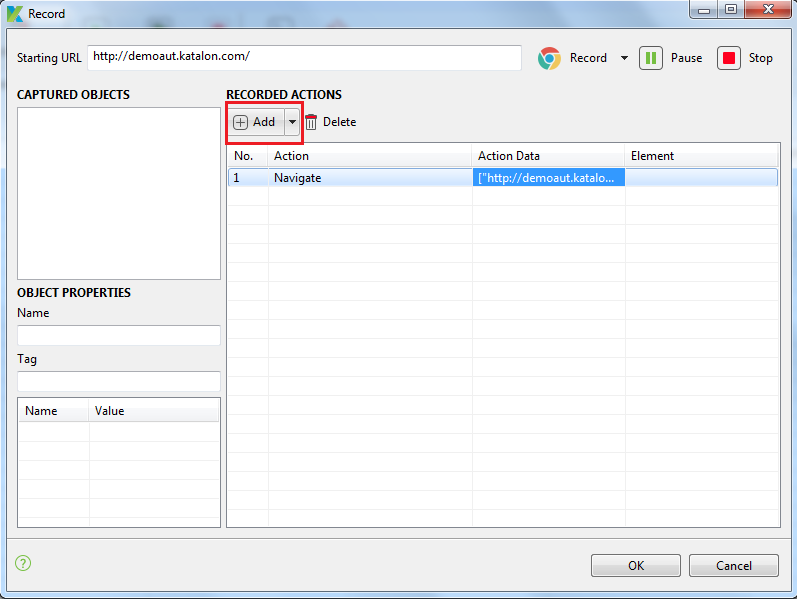 Record
Starting URL http://demoaut.katalon.com/ Record Pause Stop
CAPTURED OBJECTS
RECORDED ACTIONS
Add Delete
No. Action Action Data Element
1 Navigate ["http://demoaut.katalo...
OBJECT PROPERTIES
Name
Tag
Name Value
?
OK Cancel